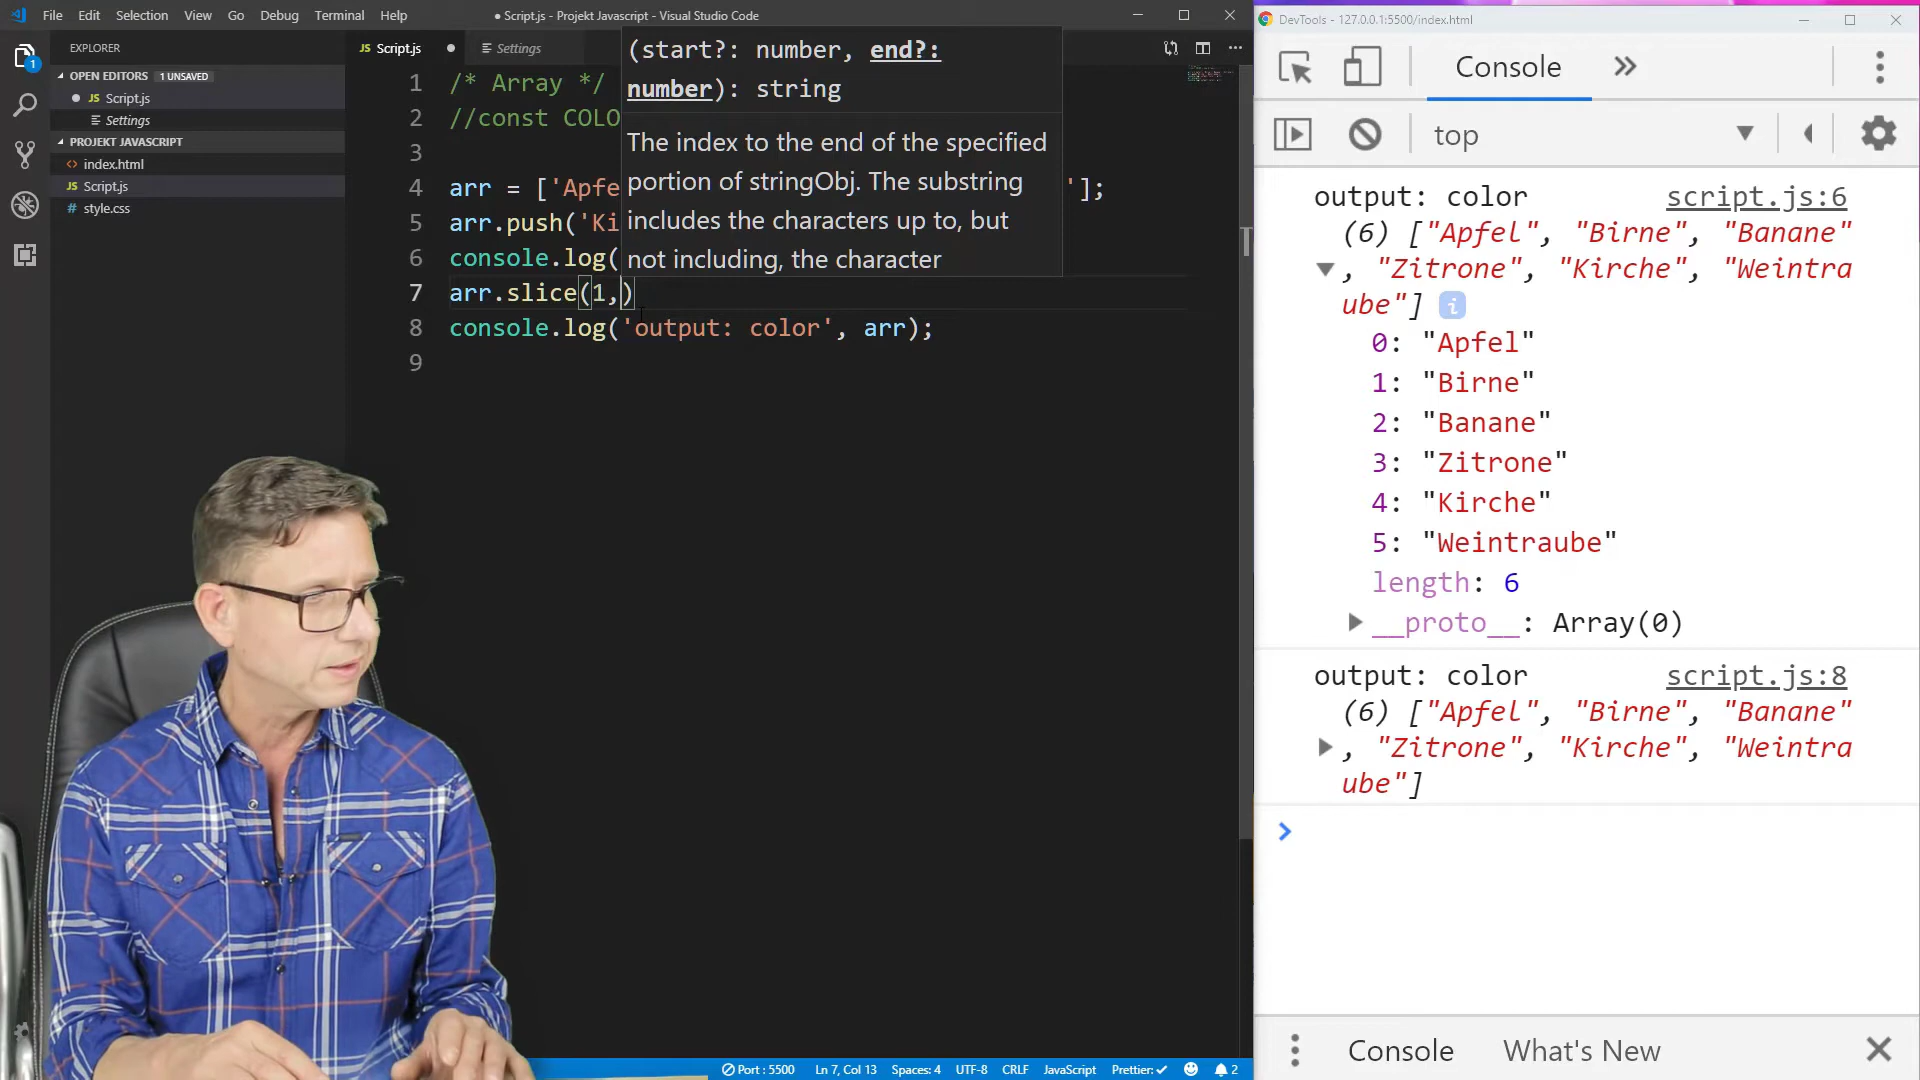 File Edit Selection View Go Debug Terminal Help
● Script.js - Projekt Javascript - Visual Studio Code
EXPLORER
OPEN EDITORS 1 UNSAVED
JS Script.js
Settings
PROJEKT JAVASCRIPT
<> index.html
JS Script.js
# style.css
1
JS Script.js ● Settings
(start?: number, end?:
number): string
The index to the end of the specified
portion of stringObj. The substring
includes the characters up to, but
not including, the character
1 /* Array */
2 //const COLO
3
4 arr = ['Apfe '];
5 arr.push('Ki
6 console.log(
7 arr.slice(1,)
8 console.log('output: color', arr);
9
Port : 5500 Ln 7, Col 13 Spaces: 4 UTF-8 CRLF JavaScript Prettier: ✓ 2
DevTools - 127.0.0.1:5500/index.html
Console »
top
output: color script.js:6
(6) ["Apfel", "Birne", "Banane"
, "Zitrone", "Kirche", "Weintra
ube"] i
0: "Apfel"
1: "Birne"
2: "Banane"
3: "Zitrone"
4: "Kirche"
5: "Weintraube"
length: 6
__proto__: Array(0)
output: color script.js:8
(6) ["Apfel", "Birne", "Banane"
, "Zitrone", "Kirche", "Weintra
ube"]
Console What's New